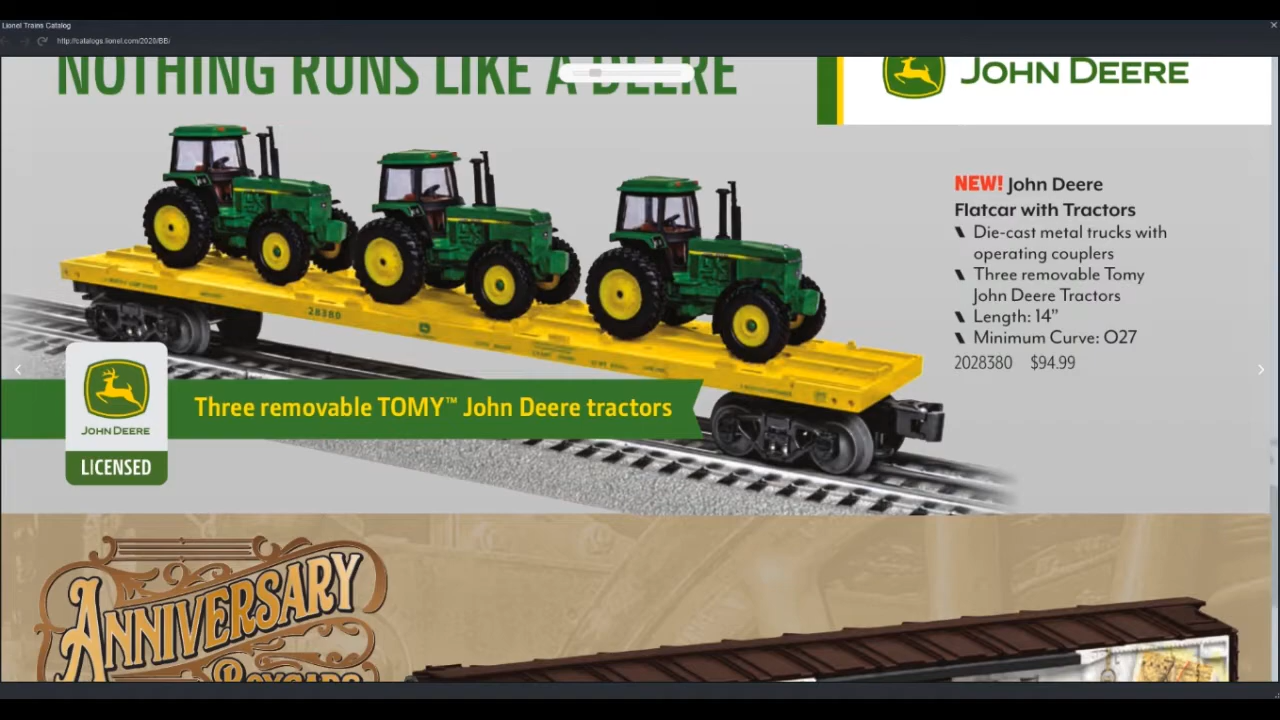 Lionel Trains Catalog
http://catalogs.lionel.com/2020/BB/
NOTHING RUNS LIKE A DEERE
JOHN DEERE
NEW! John Deere
Flatcar with Tractors
Die-cast metal trucks with
operating couplers
Three removable Tomy
John Deere Tractors
Length: 14”
Minimum Curve: O27
2028380 $94.99
28380
Three removable TOMY™ John Deere tractors
JOHN DEERE
LICENSED
ANNIVERSARY
BOXCARS